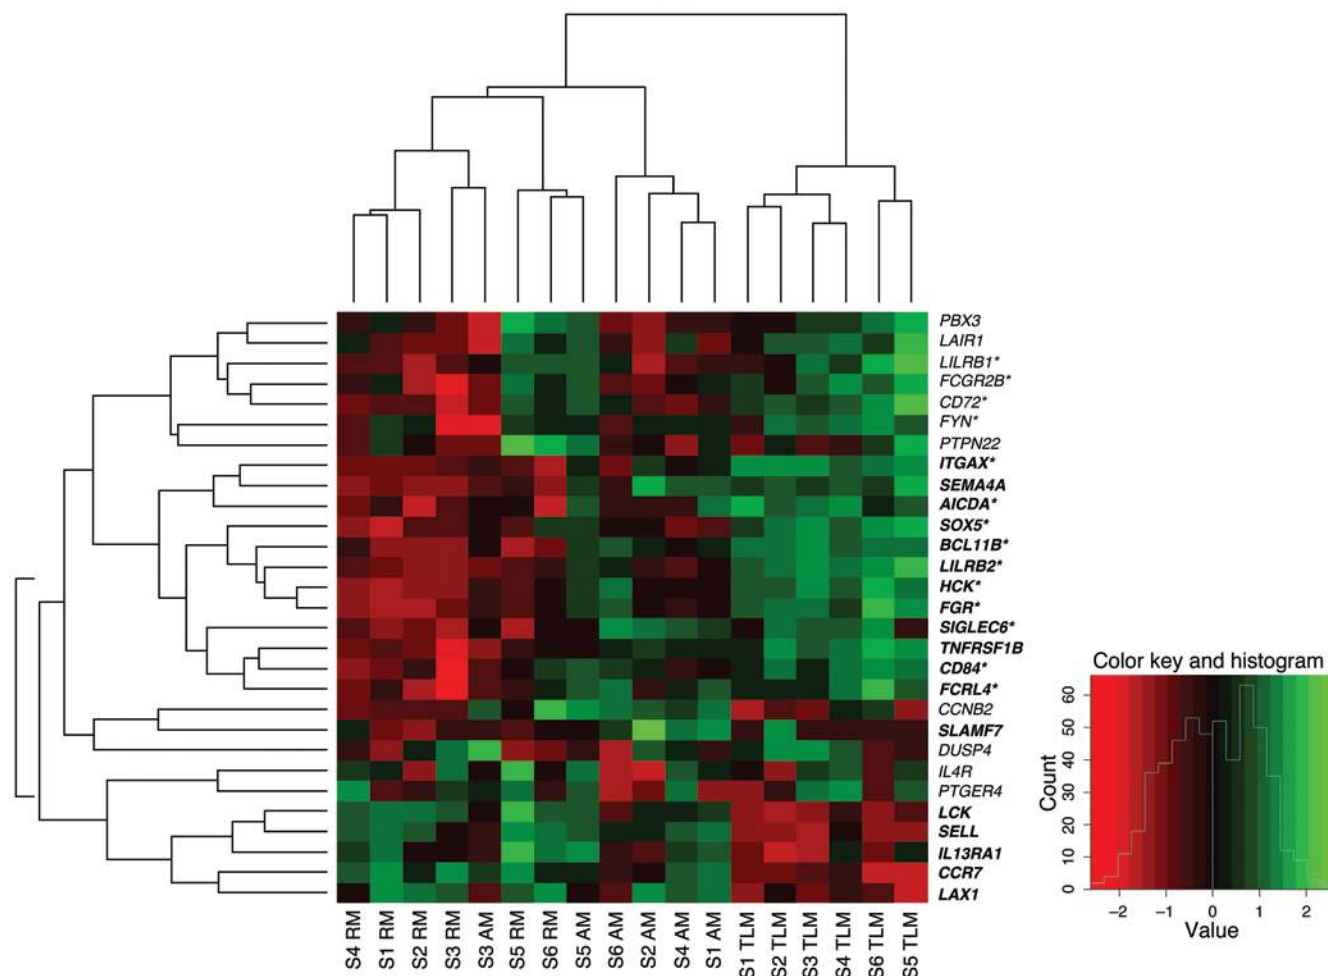 PBX3
LAIR1
LILRB1*
FCGR2B*
CD72*
FYN*
PTPN22
ITGAX*
SEMA4A
AICDA*
SOX5*
BCL11B*
LILRB2*
HCK*
FGR*
SIGLEC6*
TNFRSF1B
CD84*
FCRL4*
CCNB2
SLAMF7
DUSP4
IL4R
PTGER4
LCK
SELL
IL13RA1
CCR7
LAX1
S4 RM
S1 RM
S2 RM
S3 RM
S3 AM
S5 RM
S6 RM
S5 AM
S6 AM
S2 AM
S4 AM
S1 AM
S1 TLM
S2 TLM
S3 TLM
S4 TLM
S6 TLM
S5 TLM
Color key and histogram
Count
60
50
40
30
20
10
0
−2 −1 0 1 2
Value